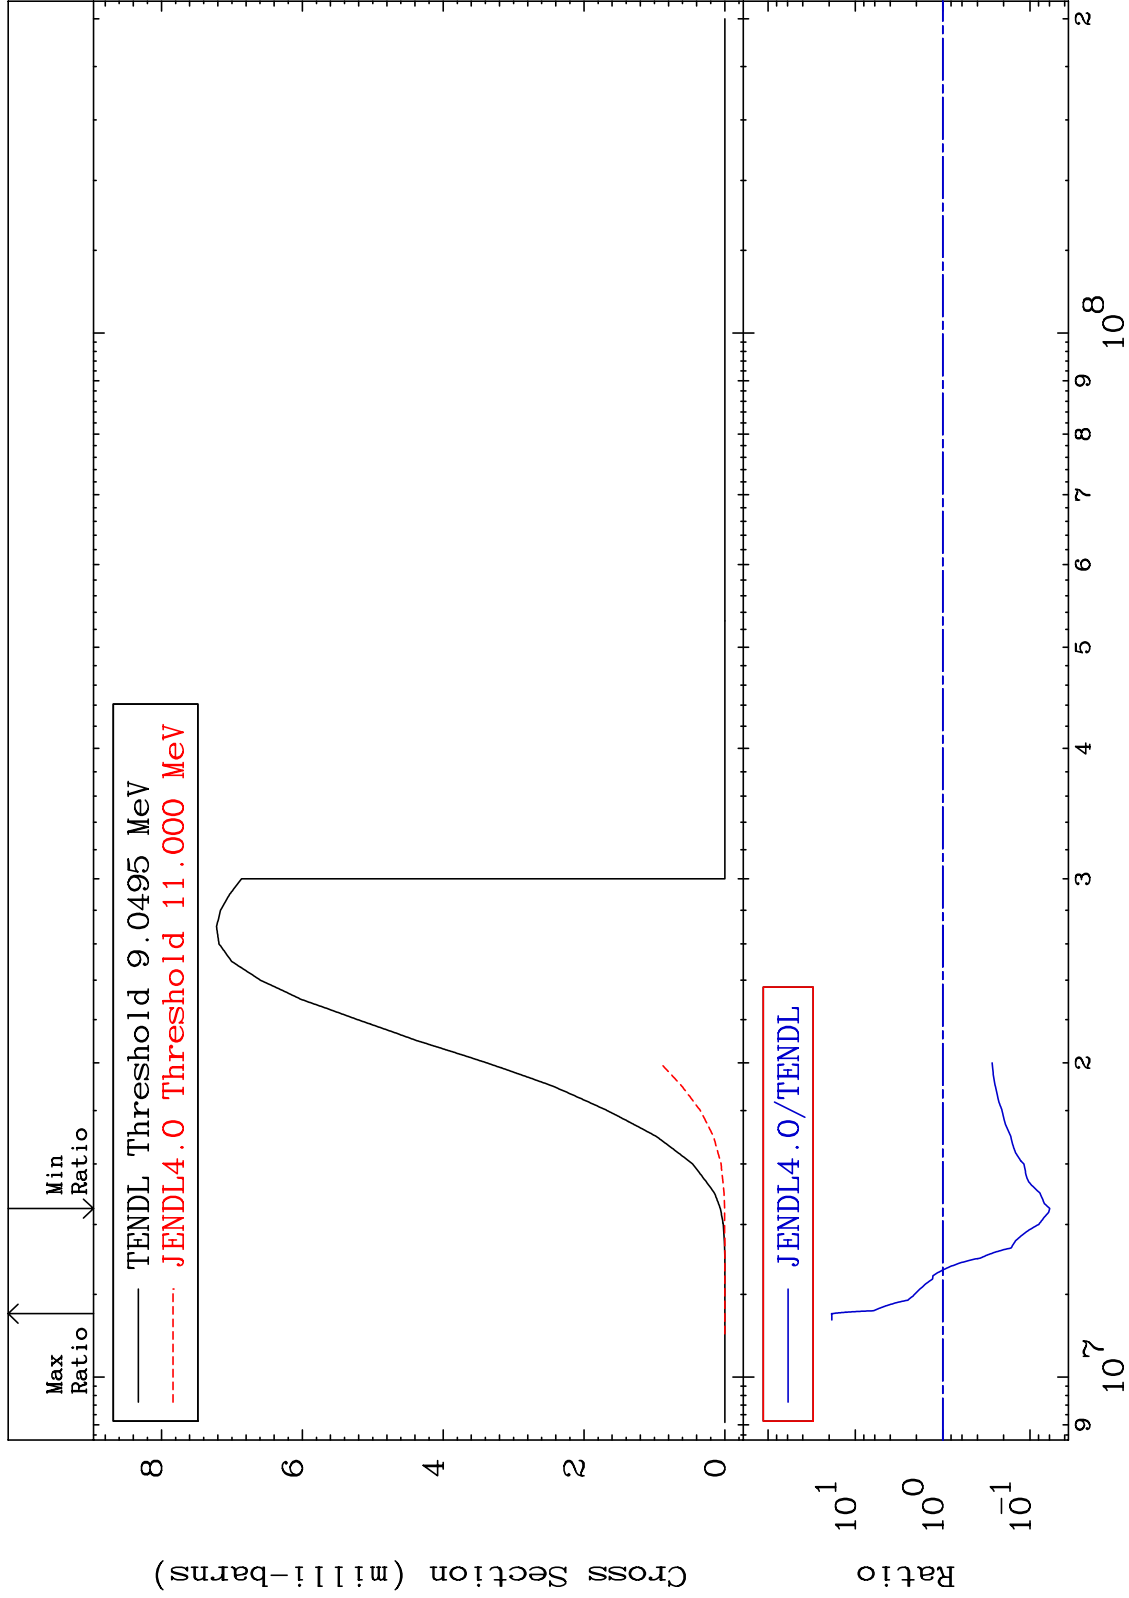 Max
Ratio
Min
Ratio
TENDL Threshold 9.0495 MeV
JENDL4.0 Threshold 11.000 MeV
8
6
4
2
0
Cross Section (milli-barns)
JENDL4.0/TENDL
10^1
10^0
10^-1
Ratio
9
10^7
2
3
4
5
6
7
8
9
10^8
2